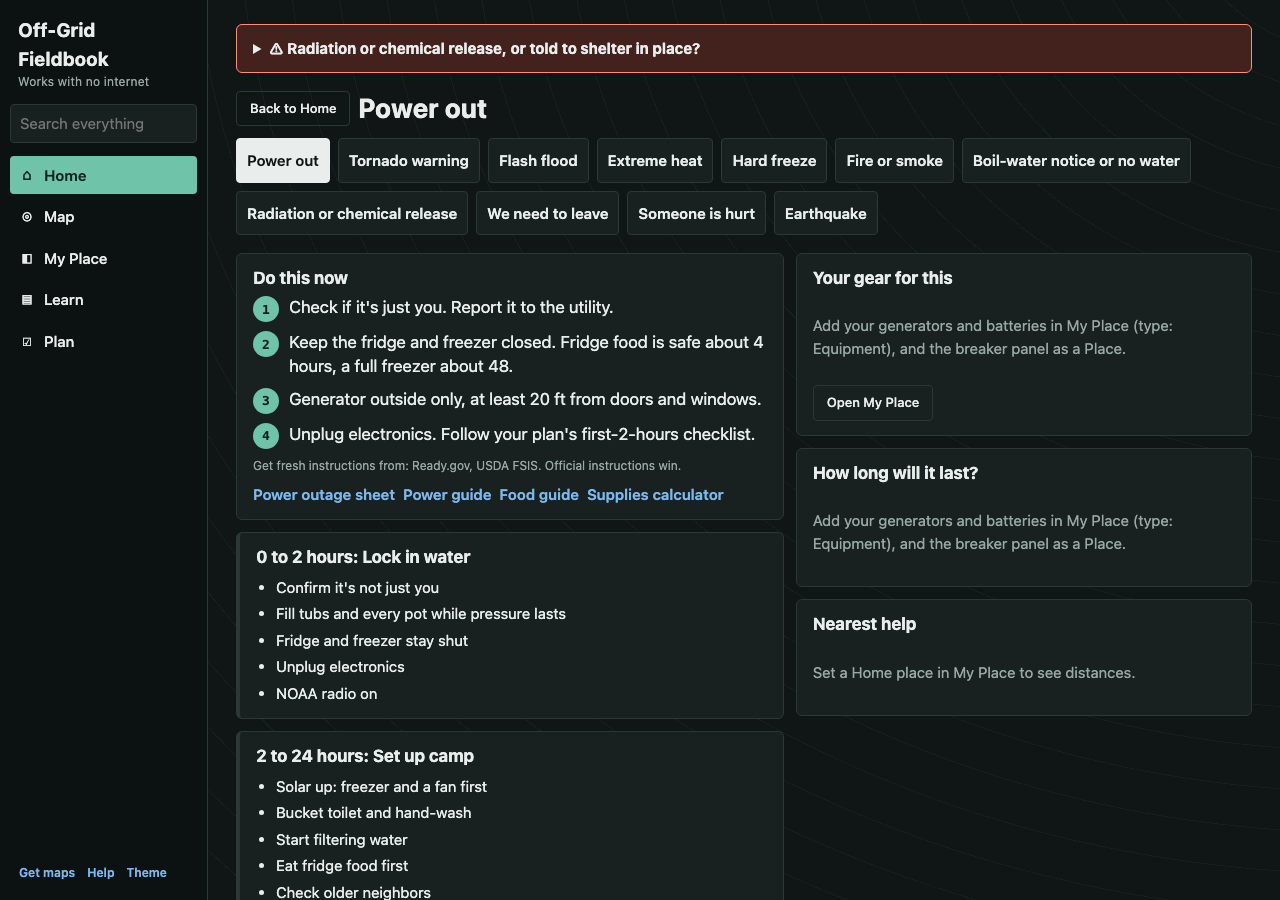 Off-Grid
Fieldbook
Works with no internet
Search everything
Home
Map
My Place
Learn
Plan
Get maps Help Theme
⚠ Radiation or chemical release, or told to shelter in place?
Back to Home
Power out
Power out
Tornado warning
Flash flood
Extreme heat
Hard freeze
Fire or smoke
Boil-water notice or no water
Radiation or chemical release
We need to leave
Someone is hurt
Earthquake
Do this now
1 Check if it's just you. Report it to the utility.
2 Keep the fridge and freezer closed. Fridge food is safe about 4
hours, a full freezer about 48.
3 Generator outside only, at least 20 ft from doors and windows.
4 Unplug electronics. Follow your plan's first-2-hours checklist.
Get fresh instructions from: Ready.gov, USDA FSIS. Official instructions win.
Power outage sheet Power guide Food guide Supplies calculator
0 to 2 hours: Lock in water
• Confirm it's not just you
• Fill tubs and every pot while pressure lasts
• Fridge and freezer stay shut
• Unplug electronics
• NOAA radio on
2 to 24 hours: Set up camp
• Solar up: freezer and a fan first
• Bucket toilet and hand-wash
• Start filtering water
• Eat fridge food first
• Check older neighbors
Your gear for this
Add your generators and batteries in My Place (type:
Equipment), and the breaker panel as a Place.
Open My Place
How long will it last?
Add your generators and batteries in My Place (type:
Equipment), and the breaker panel as a Place.
Nearest help
Set a Home place in My Place to see distances.